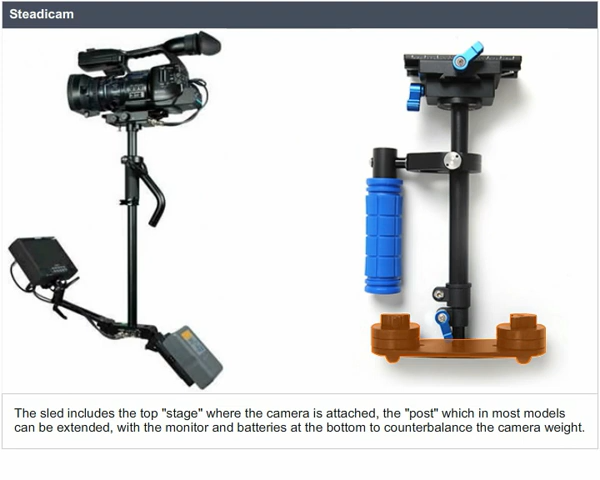 Steadicam
The sled includes the top "stage" where the camera is attached, the "post" which in most models
can be extended, with the monitor and batteries at the bottom to counterbalance the camera weight.